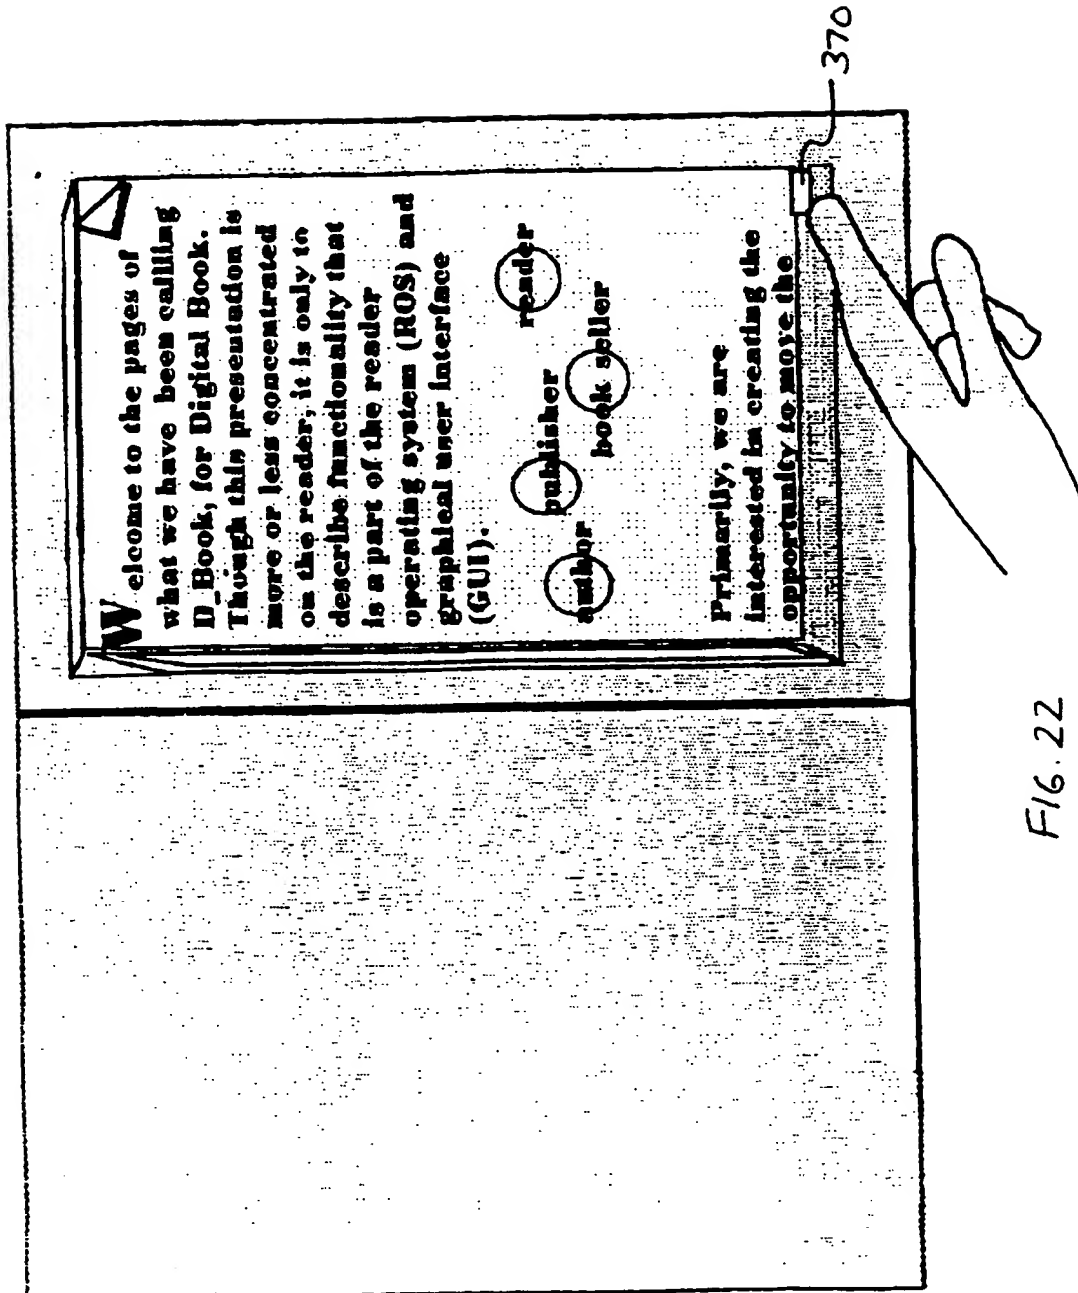 Welcome to the pages of
what we have been callling
D_Book, for Digital Book.
Though this presentation is
more or less concentrated
on the reader, it is only to
describe functionality that
is a part of the reader
operating system (ROS) and
graphical user interface
(GUI).
author
publisher
book seller
reader
Primarily, we are
interested in creating the
opportunity to move the
370
FIG. 22